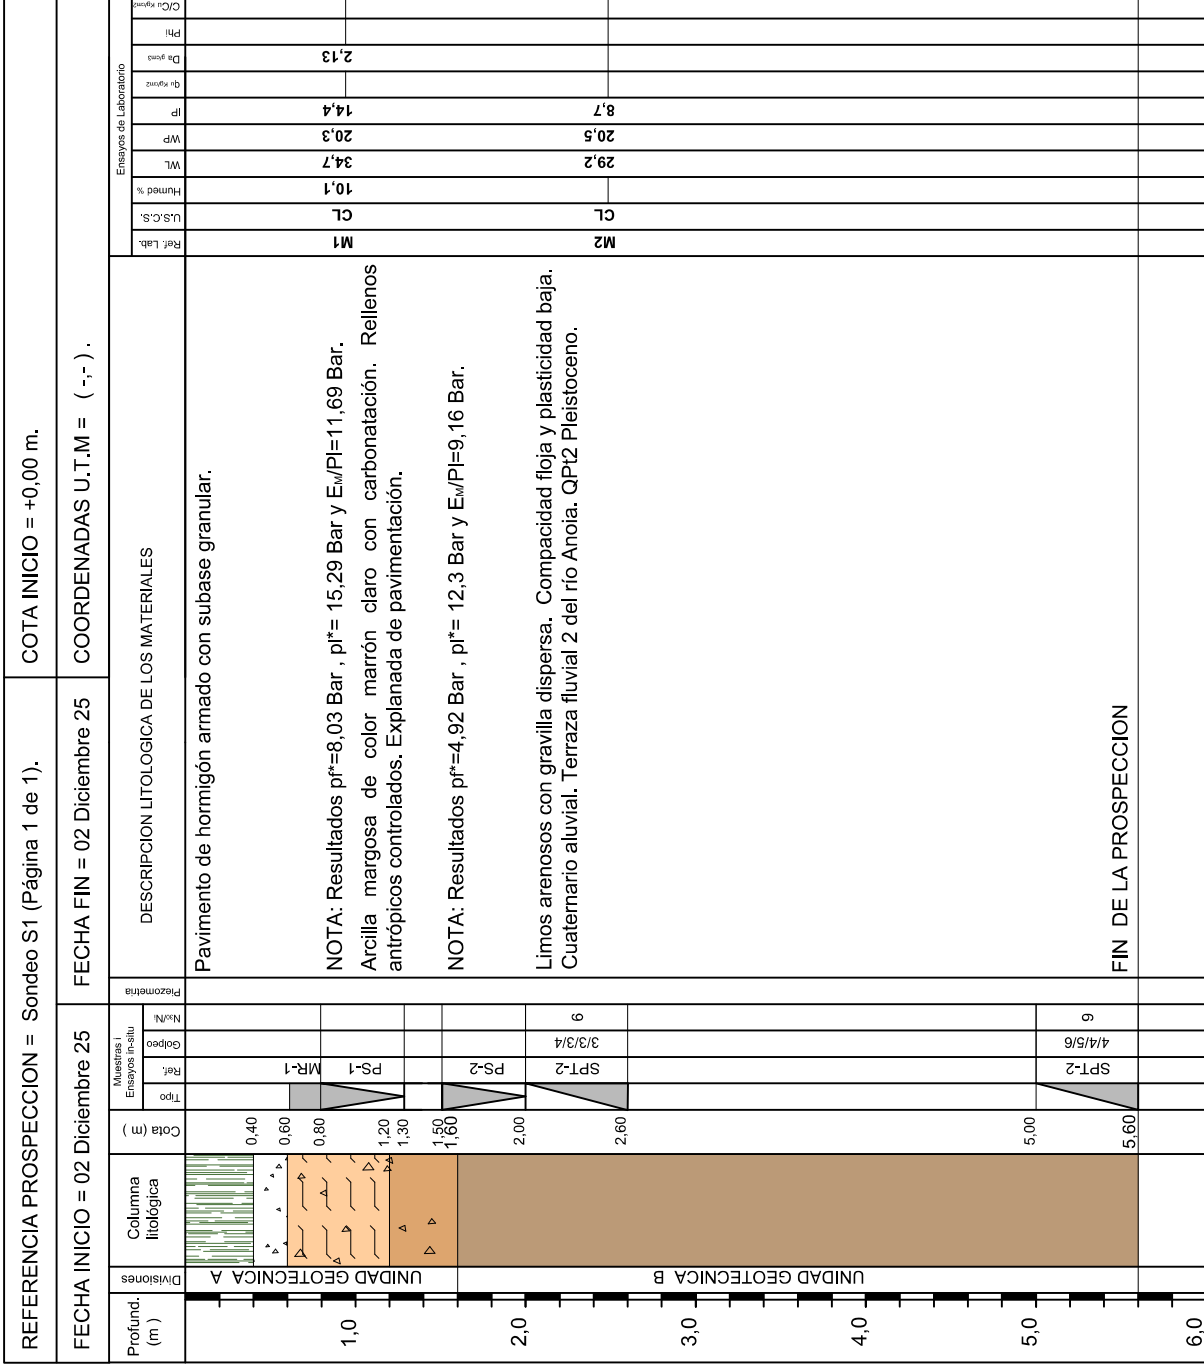 REFERENCIA PROSPECCION = Sondeo S1 (Página 1 de 1).
COTA INICIO = +0,00 m.
FECHA INICIO = 02 Diciembre 25
FECHA FIN = 02 Diciembre 25
COORDENADAS U.T.M = ( -,- ) .
Profund.
(m )
Divisiones
Columna
litológica
Cota (m )
Muestras i
Ensayos in-situ
Tipo
Ref.
Golpeo
N₃₀/Nᵢ
Piezometria
DESCRIPCION LITOLOGICA DE LOS MATERIALES
Ensayos de Laboratorio
Ref. Lab.
U.S.C.S.
Humed %
WL
WP
IP
qu Kg/cm2
Da g/cm3
Phi
C/Cu Kg/cm2
UNIDAD GEOTECNICA A
UNIDAD GEOTECNICA B
0,40
0,60
0,80
1,20
1,30
1,50
1,60
2,00
2,60
5,00
5,60
MR-1
PS-1
PS-2
SPT-2
3/3/3/4
6
SPT-2
4/4/5/6
9
Pavimento de hormigón armado con subase granular.
NOTA: Resultados pf*=8,03 Bar , pl*= 15,29 Bar y EM/Pl=11,69 Bar.
Arcilla margosa de color marrón claro con carbonatación. Rellenos
antrópicos controlados. Explanada de pavimentación.
NOTA: Resultados pf*=4,92 Bar , pl*= 12,3 Bar y EM/Pl=9,16 Bar.
Limos arenosos con gravilla dispersa. Compacidad floja y plasticidad baja.
Cuaternario aluvial. Terraza fluvial 2 del río Anoia. QPt2 Pleistoceno.
FIN DE LA PROSPECCION
M1
CL
10,1
34,7
20,3
14,4
2,13
M2
CL
29,2
20,5
8,7
1,0
2,0
3,0
4,0
5,0
6,0